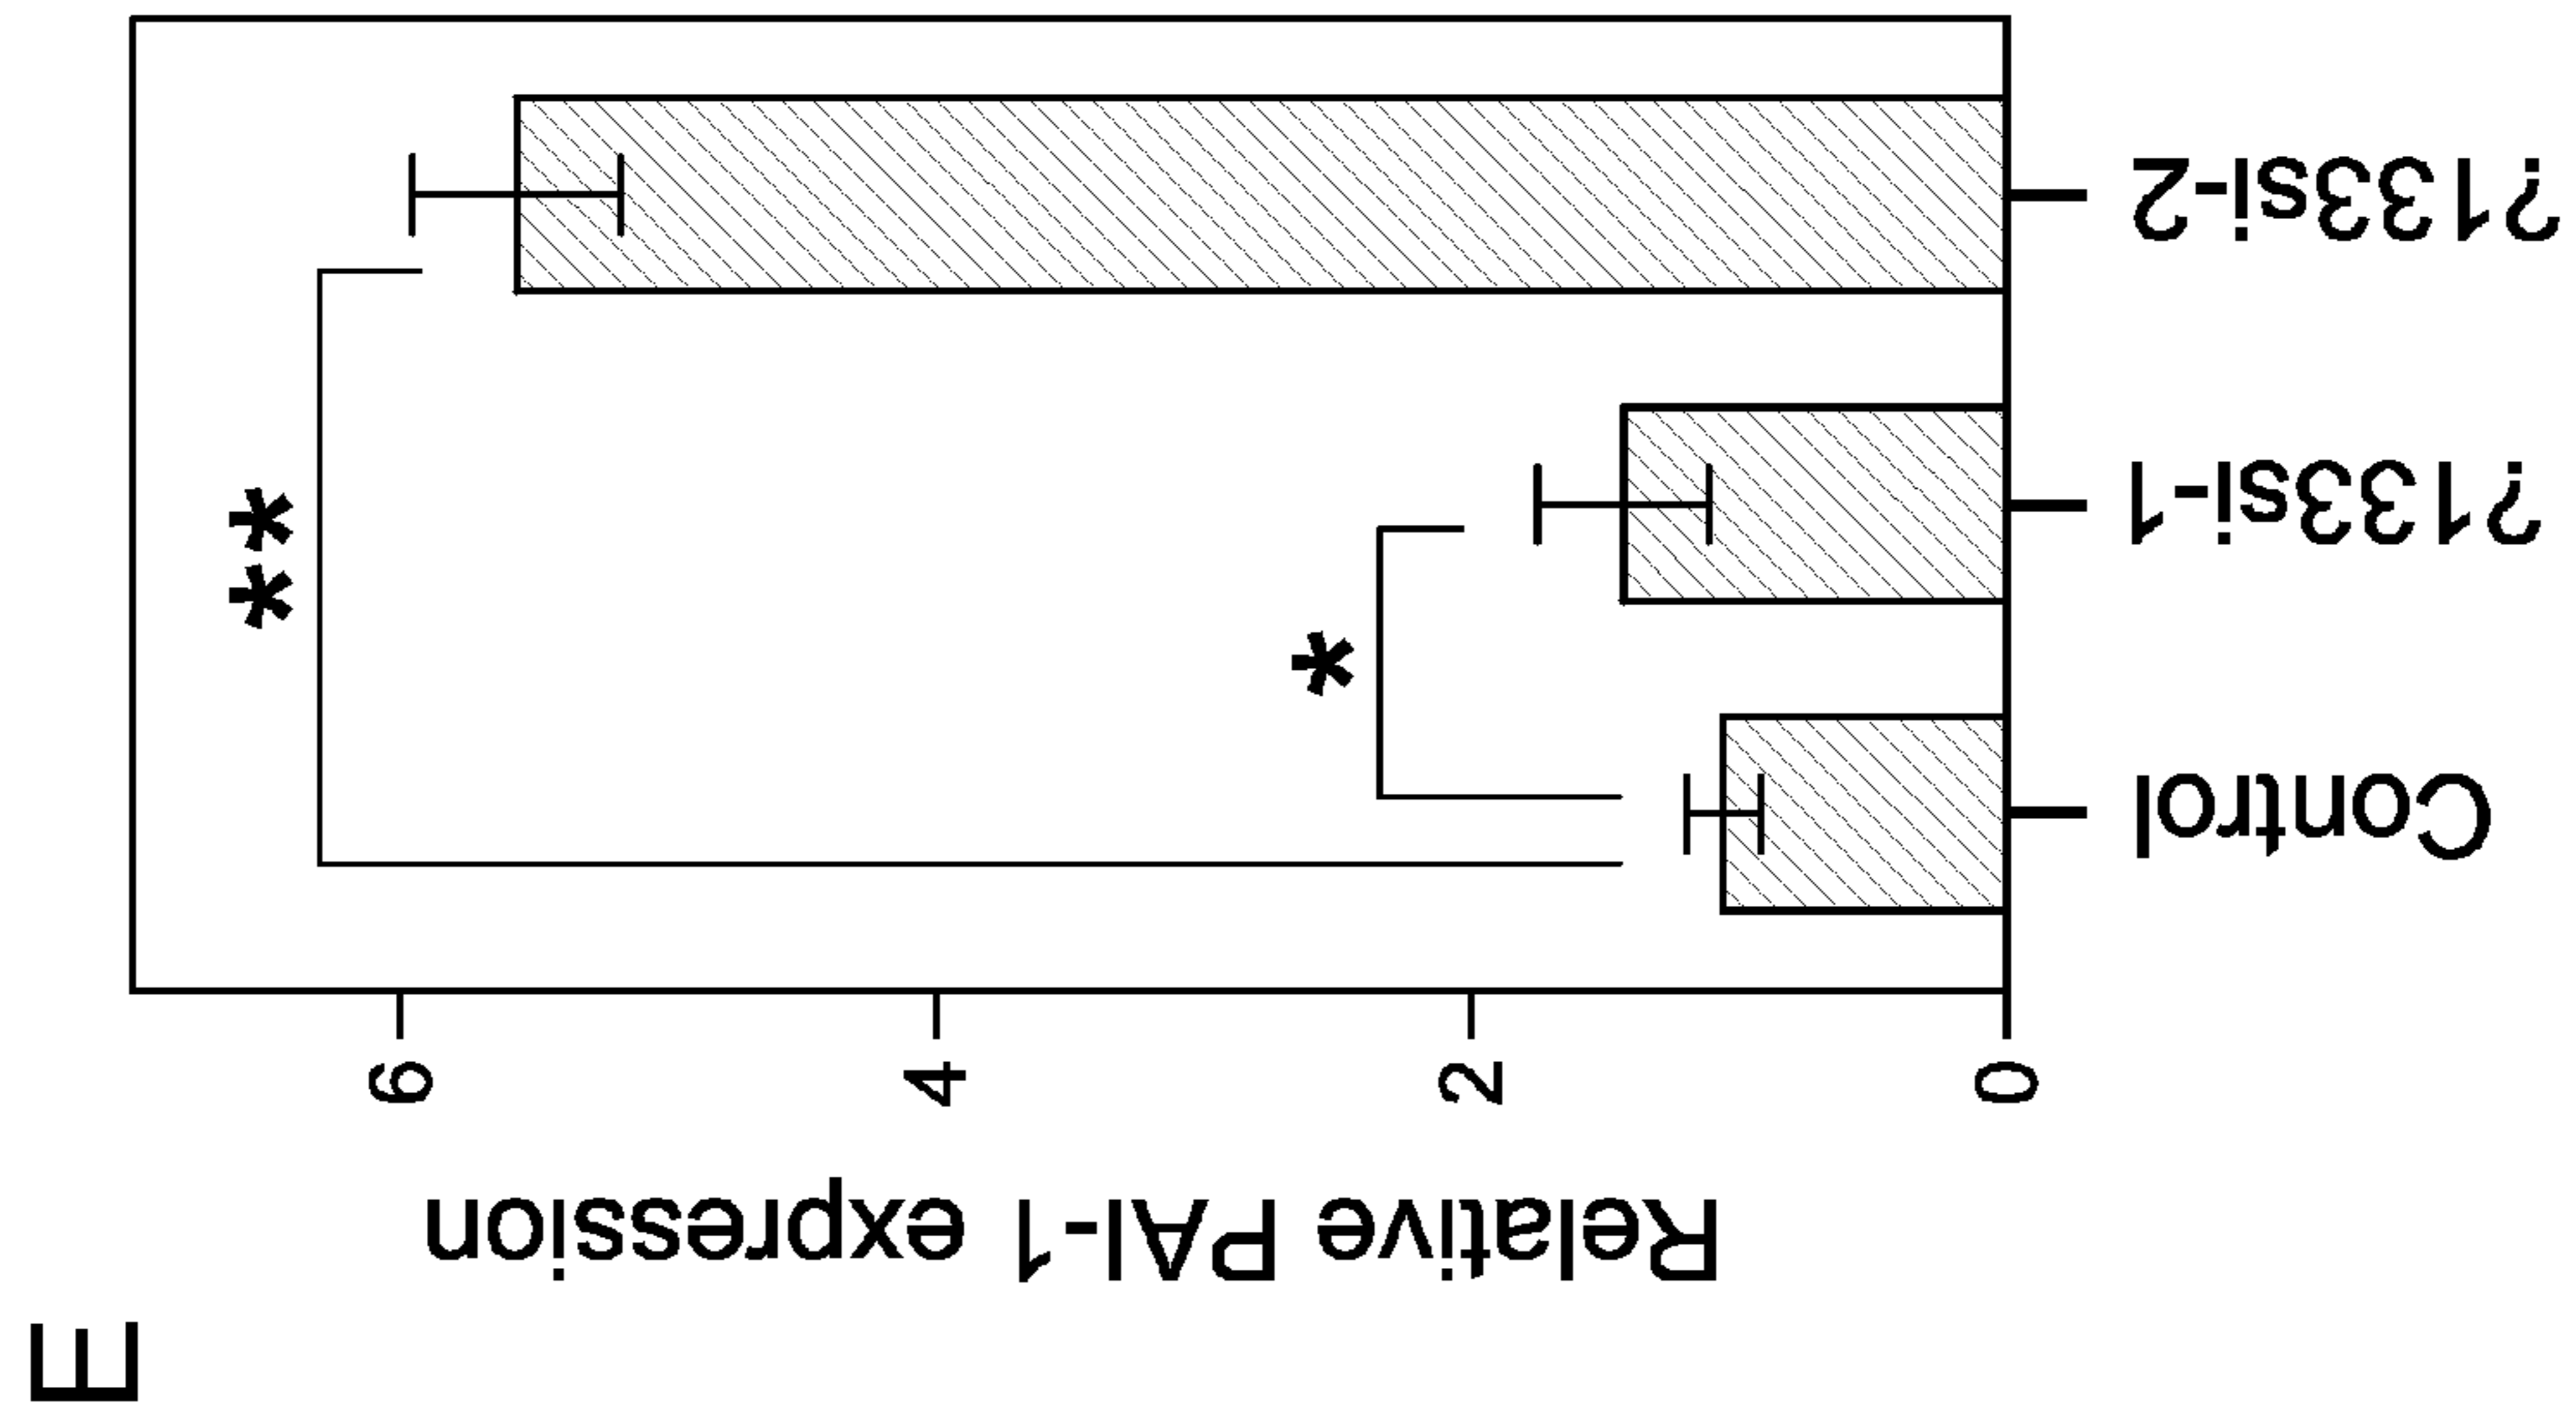 E
Relative PAI-1 expression
6
4
2
0
**
*
Control
?133si-1
?133si-2